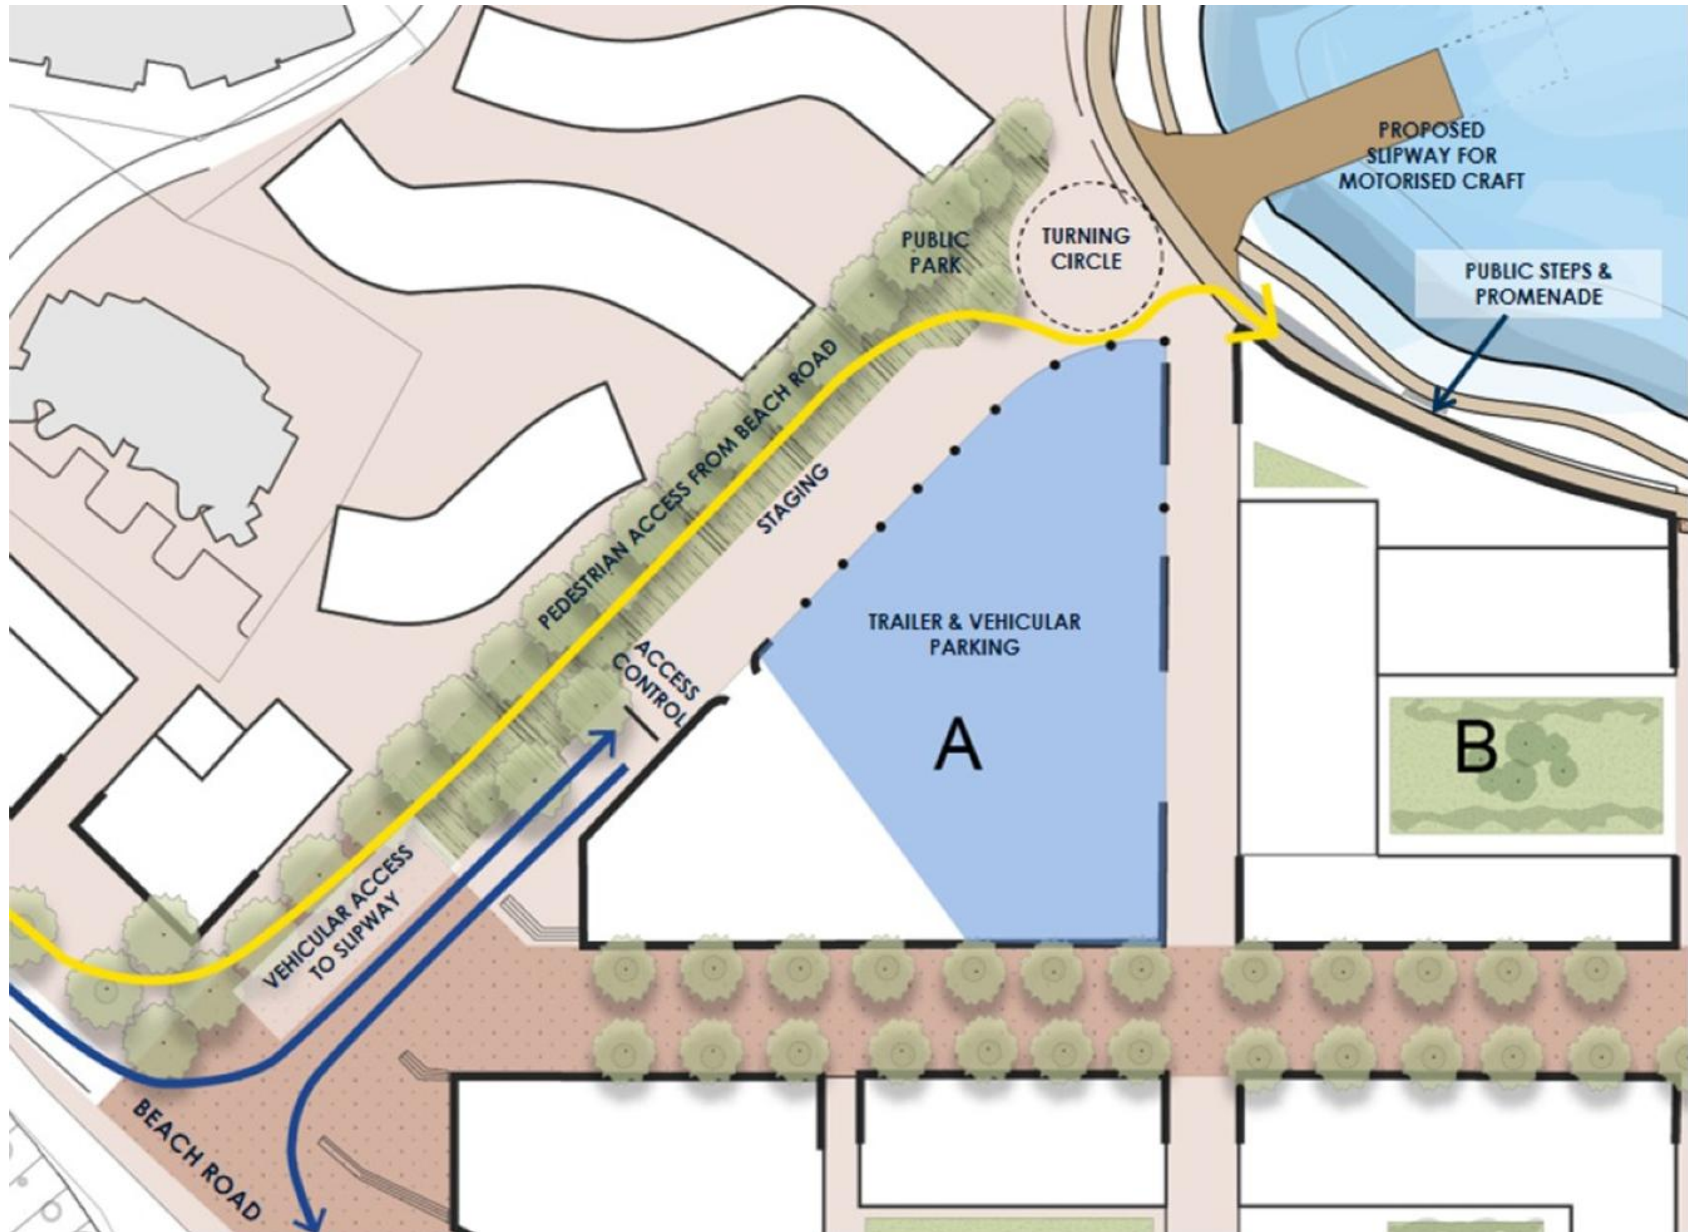 PROPOSED
SLIPWAY FOR
MOTORISED CRAFT
PUBLIC
PARK
TURNING
CIRCLE
PUBLIC STEPS &
PROMENADE
PEDESTRIAN ACCESS FROM BEACH ROAD
STAGING
ACCESS
CONTROL
TRAILER & VEHICULAR
PARKING
A
B
VEHICULAR ACCESS
TO SLIPWAY
BEACH ROAD